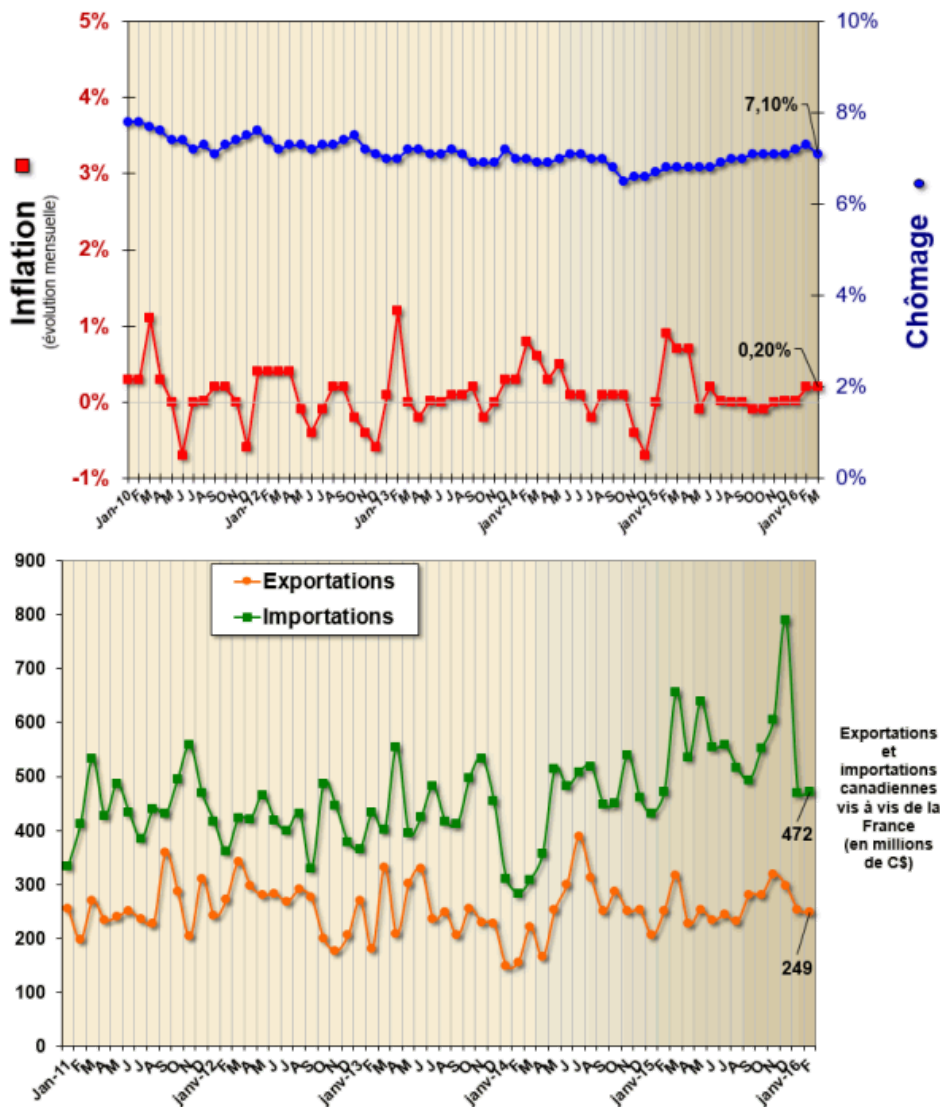 5%
4%
3%
2%
1%
0%
-1%
Inflation
(évolution mensuelle)
10%
8%
6%
4%
2%
0%
Chômage
7,10%
0,20%
Jan-10 F M A M J J A S O N D Jan-12 F M A M J J A S O N D Jan-13 F M A M J J A S O N D janv-14 F M A M J J A S O N D janv-15 F M A M J J A S O N D janv-16 F M
900
800
700
600
500
400
300
200
100
0
Exportations
Importations
472
249
Exportations
et
importations
canadiennes
vis à vis de la
France
(en millions
de C$)
Jan-11 F M A M J J A S O N D janv-12 F M A M J J A S O N D janv-13 F M A M J J A S O N D janv-14 F M A M J J A S O N D janv-15 F M A M J J A S O N D janv-16 F